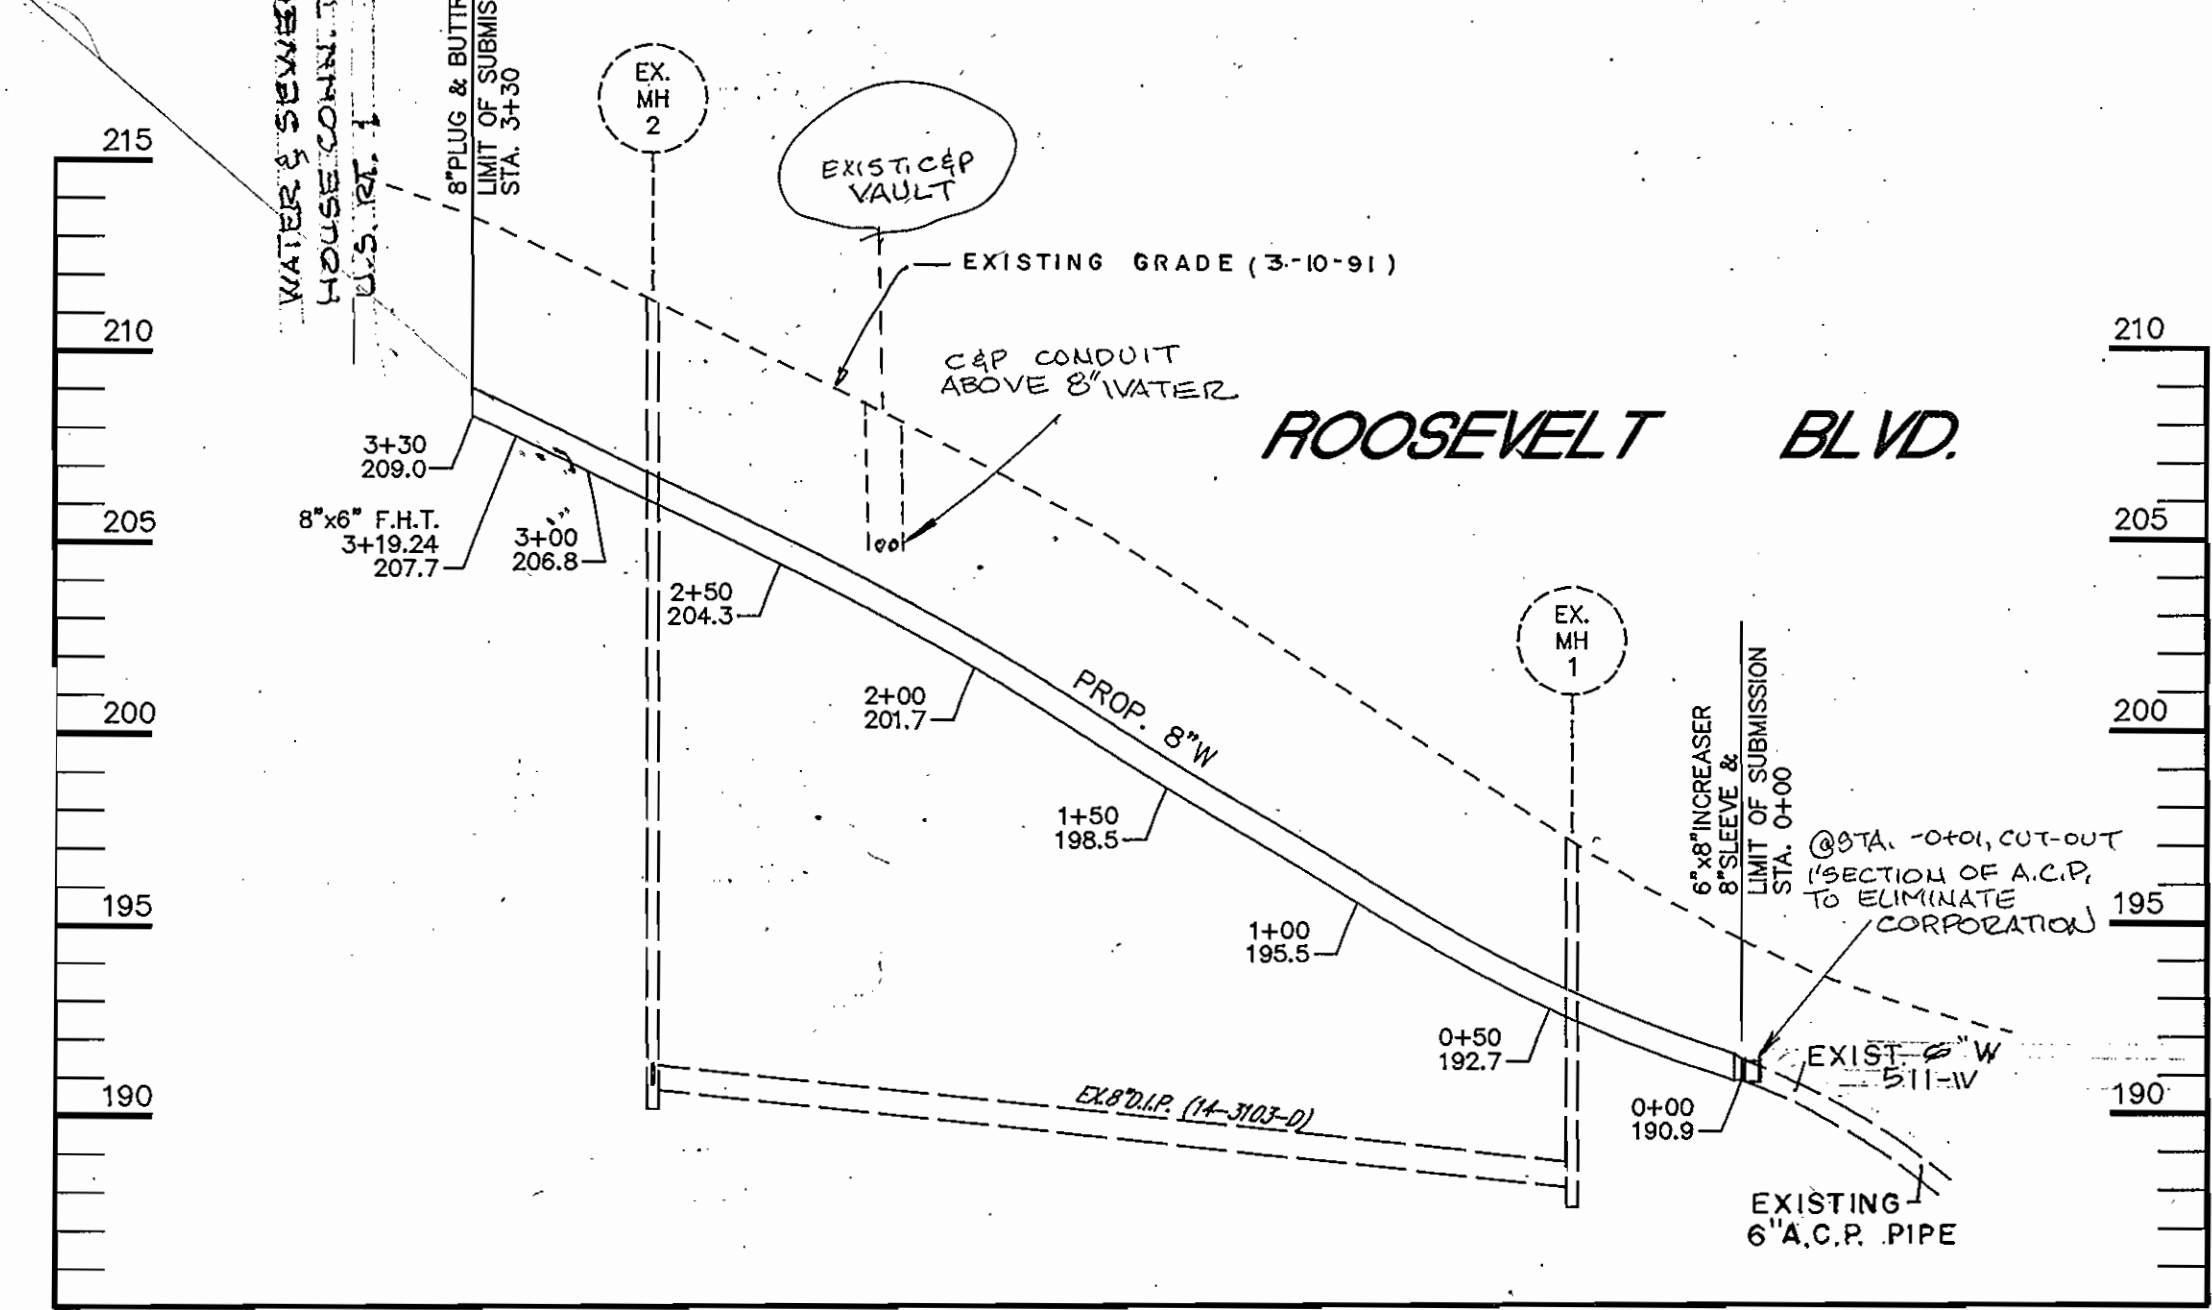 WATER & SEWER
HOUSE CONN.
U.S. RT. 1
8"PLUG &
LIMIT OF
STA. 3+30
EX.
MH
2
EXIST. C&P
VAULT
EXISTING GRADE (3-10-91)
C&P CONDUIT
ABOVE 8" WATER
ROOSEVELT BLVD.
215
210
205
200
195
190
210
205
200
195
190
3+30
209.0
8"x6" F.H.T.
3+19.24
207.7
3+00
206.8
2+50
204.3
2+00
201.7
PROP. 8"W
1+50
198.5
1+00
195.5
0+50
192.7
0+00
190.9
EX.
MH
1
6"x8"INCREASER
8"SLEEVE &
LIMIT OF SUBMISSION
STA. 0+00
@STA. -0+01, CUT-OUT
1'SECTION OF A.C.P.
TO ELIMINATE
CORPORATION
EXIST. 6"W
511-W
EX.8"D.I.P. (14-3103-D)
EXISTING
6"A.C.P. PIPE